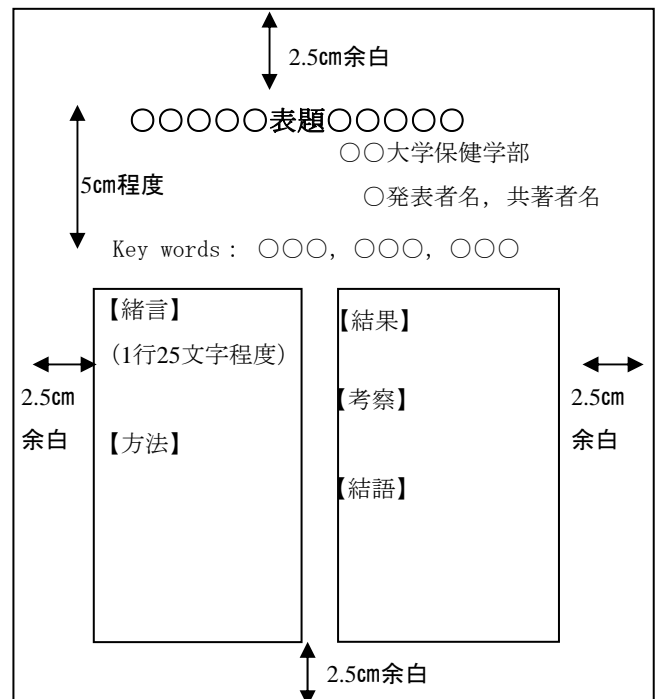 2.5㎝余白
○○○○○表題○○○○○
○○大学保健学部
5㎝程度
○発表者名，共著者名
Key words： ○○○，○○○，○○○
【緒言】
（1行25文字程度）
【方法】
【結果】
【考察】
【結語】
2.5㎝
余白
2.5㎝
余白
2.5㎝余白